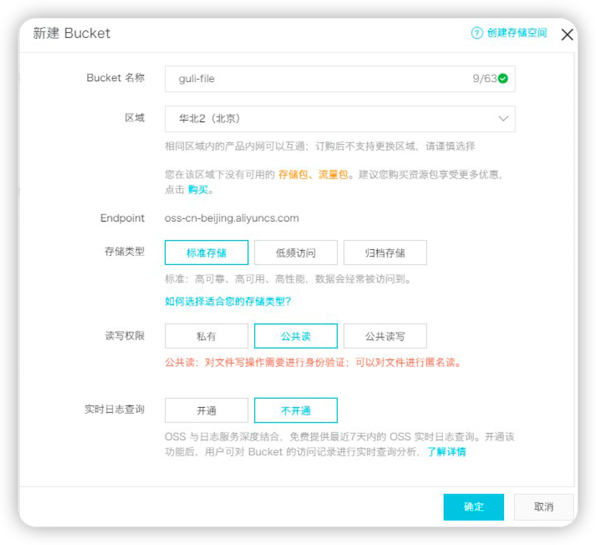 新建 Bucket
? 创建存储空间
Bucket 名称
guli-file
9/63
区域
华北2（北京）
相同区域内的产品内网可以互通；订购后不支持更换区域，请谨慎选择
您在该区域下没有可用的 存储包、流量包。建议您购买资源包享受更多优惠，
点击 购买。
Endpoint
oss-cn-beijing.aliyuncs.com
存储类型
标准存储
低频访问
归档存储
标准：高可靠、高可用、高性能，数据会经常被访问到。
如何选择适合您的存储类型？
读写权限
私有
公共读
公共读写
公共读：对文件写操作需要进行身份验证；可以对文件进行匿名读。
实时日志查询
开通
不开通
OSS 与日志服务深度结合，免费提供最近7天内的 OSS 实时日志查询。开通该
功能后，用户可对 Bucket 的访问记录进行实时查询分析，了解详情
确定
取消